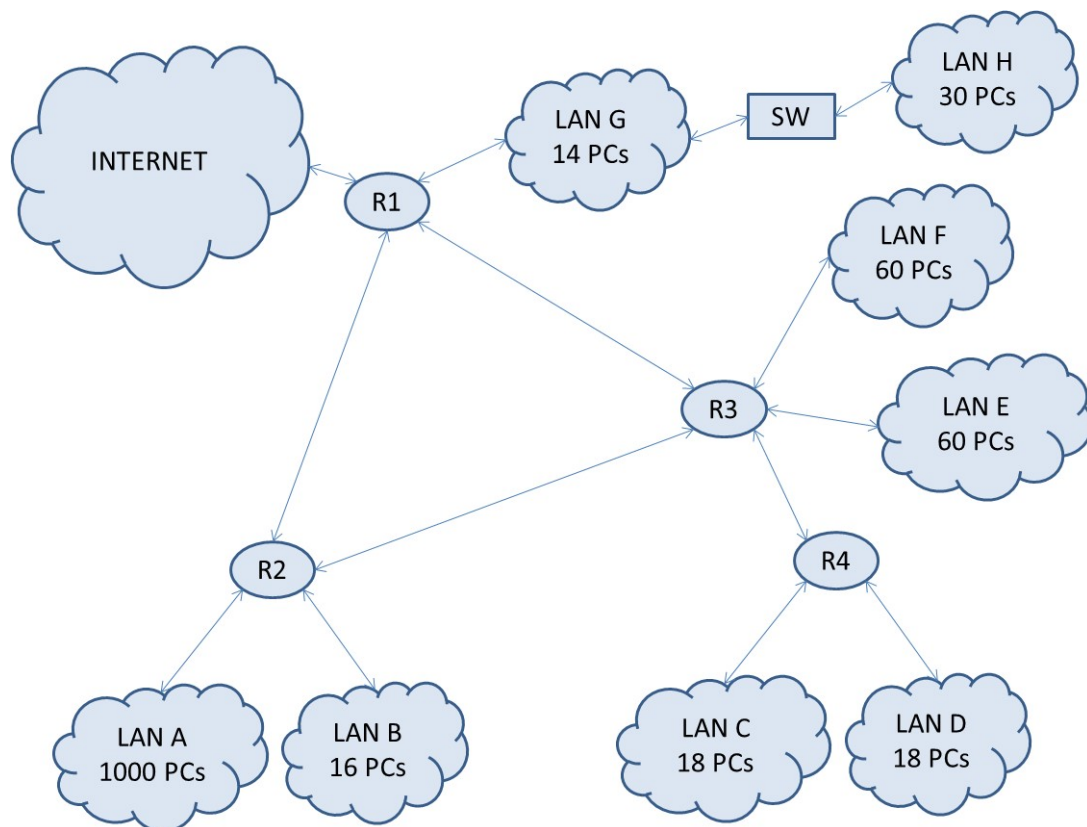 LAN H
30 PCs
SW
LAN G
14 PCs
INTERNET
R1
LAN F
60 PCs
R3
LAN E
60 PCs
R2
R4
LAN A
1000 PCs
LAN B
16 PCs
LAN C
18 PCs
LAN D
18 PCs